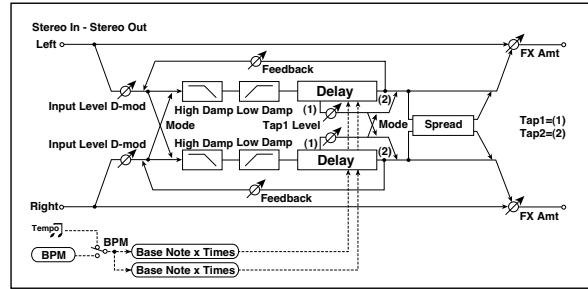 Stereo In - Stereo Out
Left
FX Amt
Feedback
Input Level D-mod
High Damp Low Damp
Delay
(1)
(2)
Mode
Tap1 Level
Mode
Spread
Tap1=(1)
Tap2=(2)
Input Level D-mod
High Damp Low Damp
(1)
Delay
(2)
Feedback
Right
FX Amt
Tempo
BPM
BPM
Base Note x Times
Base Note x Times